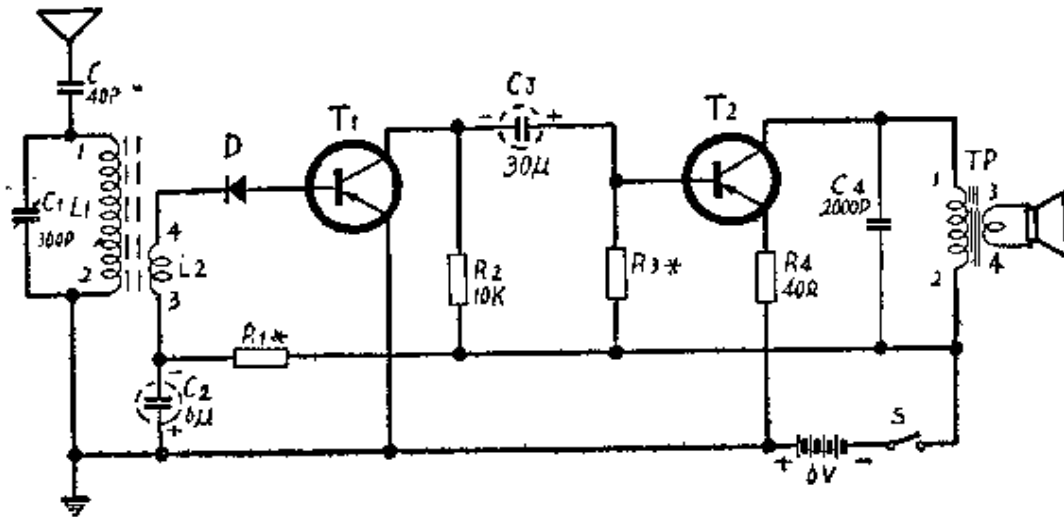 C
40P *
1
C1
L1
300P
2
4
L2
3
D
T1
C3
- +
30μ
T2
R1*
-
C2
+
R2
10K
R3*
R4
40Ω
C4
2000P
TP
1
3
2
4
S
+ -
6V